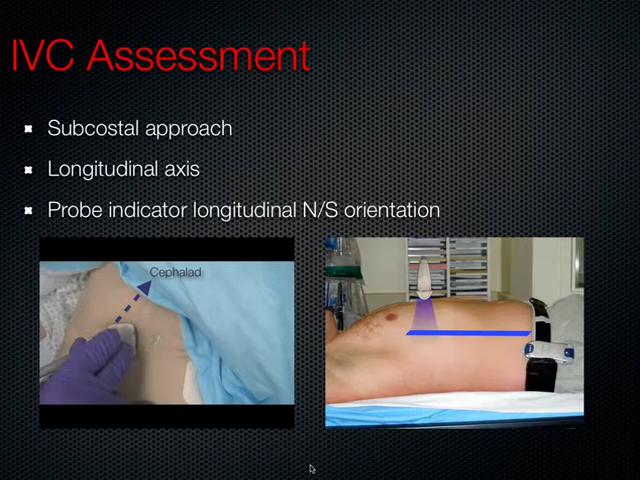 IVC Assessment
Subcostal approach
Longitudinal axis
Probe indicator longitudinal N/S orientation
Cephalad